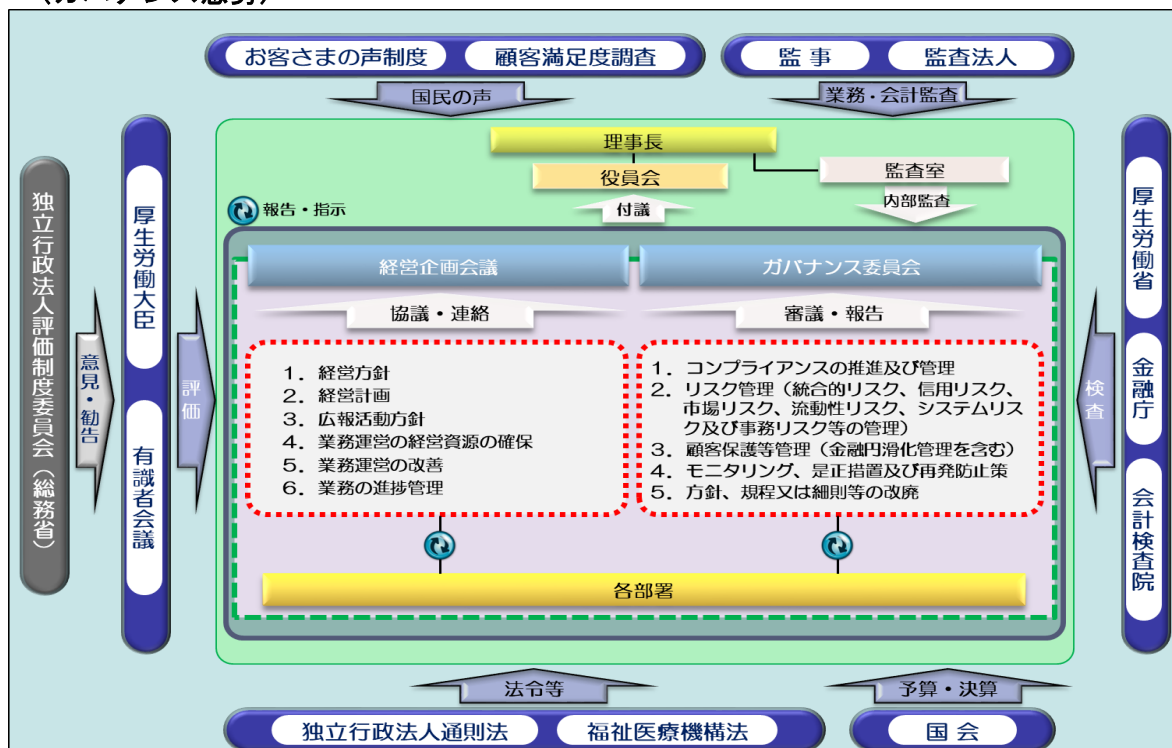 （ガバナンス態勢）
お客さまの声制度
顧客満足度調査
監 事
監査法人
国民の声
業務・会計監査
理事長
役員会
監査室
付議
内部監査
報告・指示
独立行政法人評価制度委員会（総務省）
意見・勧告
厚生労働大臣
有識者会議
評価
経営企画会議
ガバナンス委員会
協議・連絡
審議・報告
1．経営方針
2．経営計画
3．広報活動方針
4．業務運営の経営資源の確保
5．業務運営の改善
6．業務の進捗管理
1．コンプライアンスの推進及び管理
2．リスク管理（統合的リスク、信用リスク、
市場リスク、流動性リスク、システムリス
ク及び事務リスク等の管理）
3．顧客保護等管理（金融円滑化管理を含む）
4．モニタリング、是正措置及び再発防止策
5．方針、規程又は細則等の改廃
各部署
検査
厚生労働省
金融庁
会計検査院
法令等
予算・決算
独立行政法人通則法
福祉医療機構法
国 会